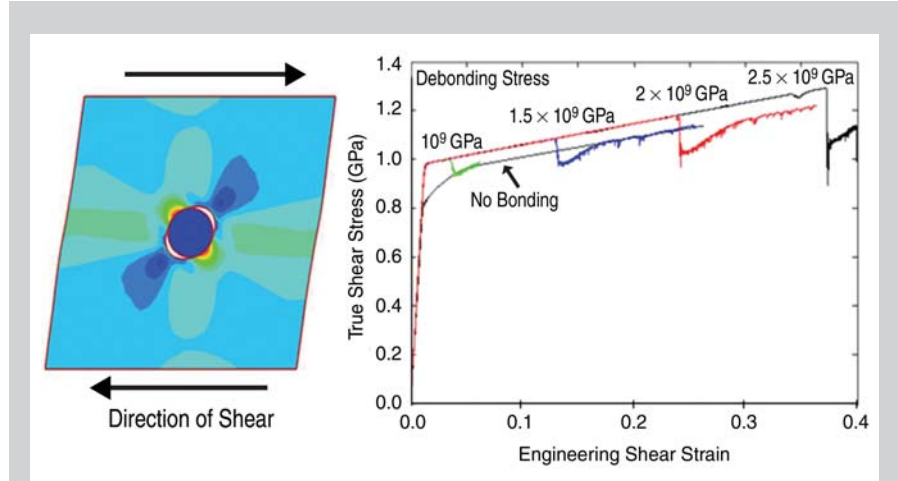 Direction of Shear
True Shear Stress (GPa)
1.4
1.2
1.0
0.8
0.6
0.4
0.2
0.0
Debonding Stress
2.5 × 10⁹ GPa
2 × 10⁹ GPa
1.5 × 10⁹ GPa
10⁹ GPa
No Bonding
0.0 0.1 0.2 0.3 0.4
Engineering Shear Strain